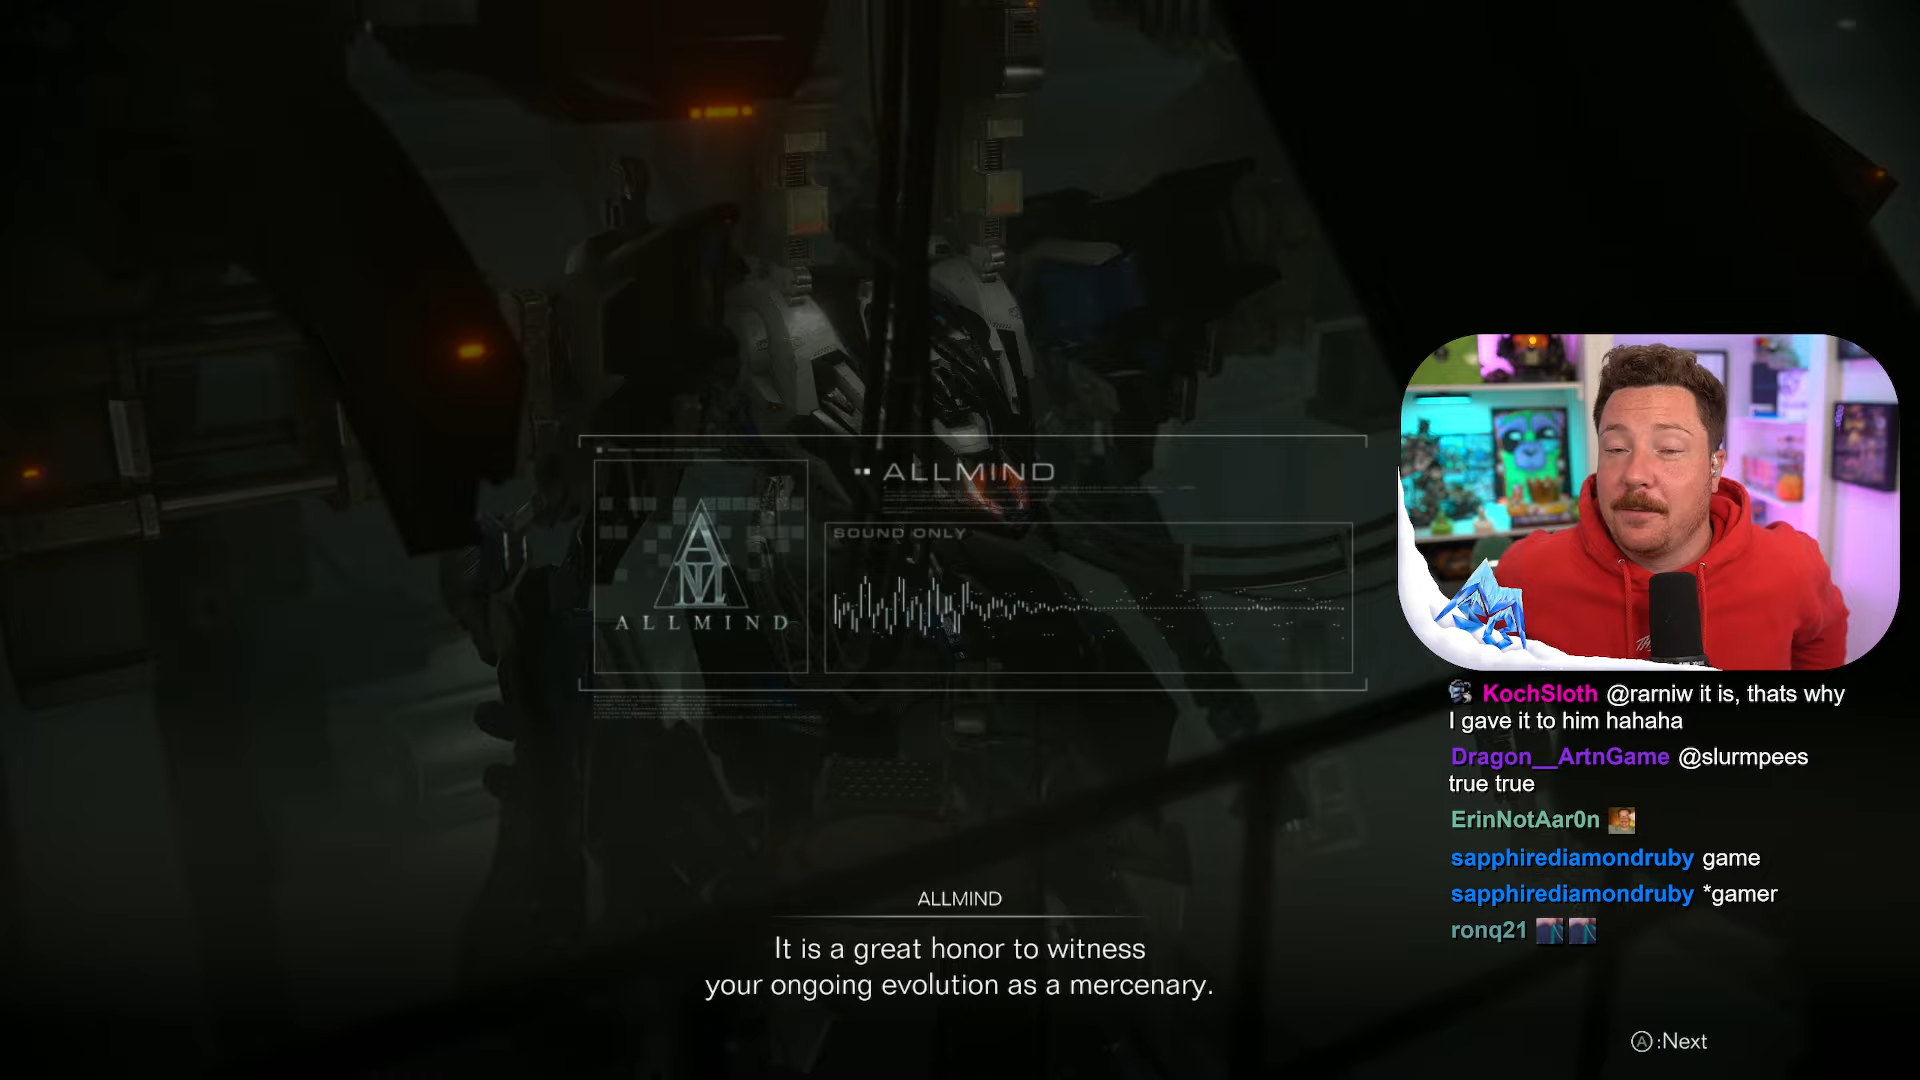 ALLMIND
SOUND ONLY
ALLMIND
ALLMIND
It is a great honor to witness
your ongoing evolution as a mercenary.
KochSloth @rarniw it is, thats why
I gave it to him hahaha
Dragon__ArtnGame @slurmpees
true true
ErinNotAar0n
sapphirediamondruby game
sapphirediamondruby *gamer
ronq21
A:Next